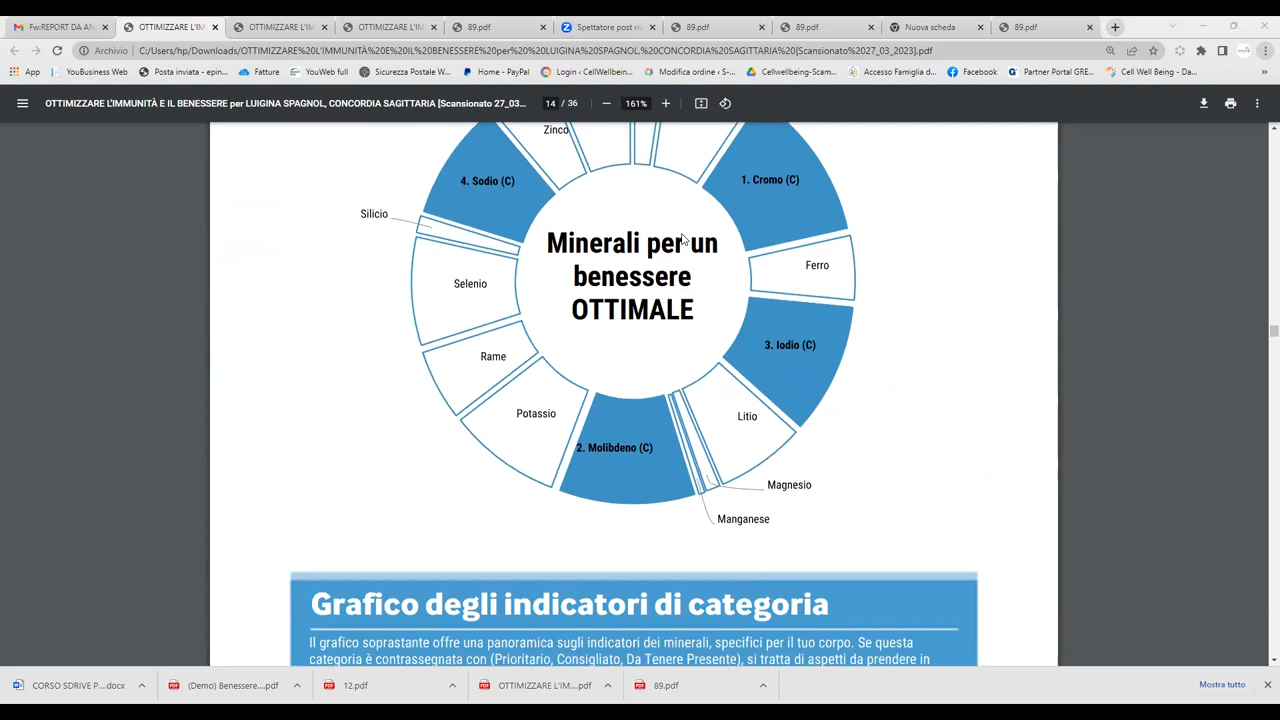 Fw:REPORT DA AN
OTTIMIZZARE L'IM
OTTIMIZZARE L'IM
OTTIMIZZARE L'IM
89.pdf
Spettatore post ri
89.pdf
89.pdf
Nuova scheda
89.pdf
Archivio
C:/Users/hp/Downloads/OTTIMIZZARE%20L'IMMUNITÀ%20E%20IL%20BENESSERE%20per%20%20LUIGINA%20SPAGNOL,%20CONCORDIA%20SAGITTARIA%20[Scansionato%2027_03_2023].pdf
App
YouBusiness Web
Posta inviata - epin...
Fatture
YouWeb full
Sicurezza Postale W...
Home - PayPal
Login ‹ CellWellbein...
Modifica ordine ‹ S-...
Cellwellbeing-Scam...
Accesso Famiglia d...
Facebook
Partner Portal GRE...
Cell Well Being - Da...
OTTIMIZZARE L'IMMUNITÀ E IL BENESSERE per LUIGINA SPAGNOL, CONCORDIA SAGITTARIA [Scansionato 27_03...
14 / 36
161%
Zinco
4. Sodio (C)
1. Cromo (C)
Silicio
Minerali per un
benessere
OTTIMALE
Ferro
Selenio
3. Iodio (C)
Rame
Potassio
Litio
2. Molibdeno (C)
Magnesio
Manganese
Grafico degli indicatori di categoria
Il grafico soprastante offre una panoramica sugli indicatori dei minerali, specifici per il tuo corpo. Se questa
categoria è contrassegnata con (Prioritario, Consigliato, Da Tenere Presente), si tratta di aspetti da prendere in
CORSO SDRIVE P....docx
(Demo) Benessere....pdf
12.pdf
OTTIMIZZARE L'IM....pdf
89.pdf
Mostra tutto